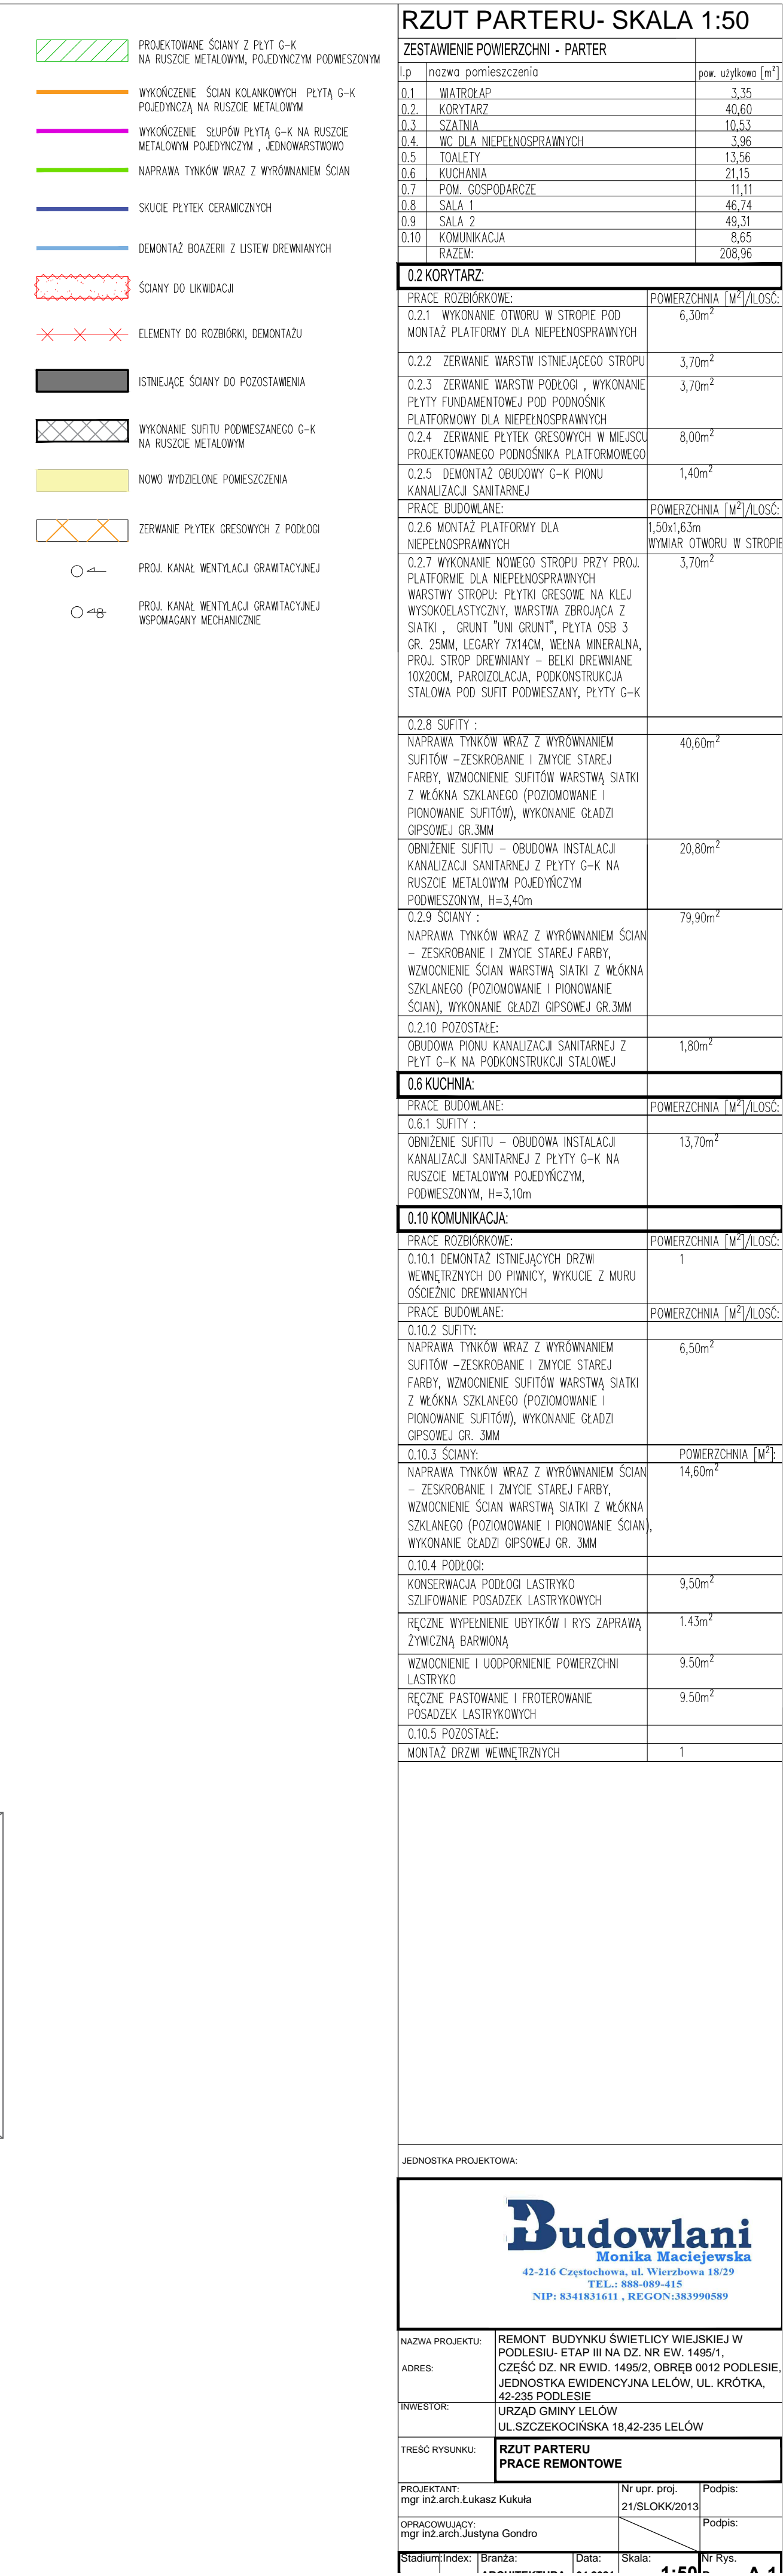 PROJEKTOWANE ŚCIANY Z PŁYT G-K
NA RUSZCIE METALOWYM, POJEDYNCZYM PODWIESZONYM
WYKOŃCZENIE ŚCIAN KOLANKOWYCH PŁYTĄ G-K
POJEDYNCZĄ NA RUSZCIE METALOWYM
WYKOŃCZENIE SŁUPÓW PŁYTĄ G-K NA RUSZCIE
METALOWYM POJEDYNCZYM , JEDNOWARSTWOWO
NAPRAWA TYNKÓW WRAZ Z WYRÓWNANIEM ŚCIAN
SKUCIE PŁYTEK CERAMICZNYCH
DEMONTAŻ BOAZERII Z LISTEW DREWNIANYCH
ŚCIANY DO LIKWIDACJI
ELEMENTY DO ROZBIÓRKI, DEMONTAŻU
ISTNIEJĄCE ŚCIANY DO POZOSTAWIENIA
WYKONANIE SUFITU PODWIESZANEGO G-K
NA RUSZCIE METALOWYM
NOWO WYDZIELONE POMIESZCZENIA
ZERWANIE PŁYTEK GRESOWYCH Z PODŁOGI
PROJ. KANAŁ WENTYLACJI GRAWITACYJNEJ
PROJ. KANAŁ WENTYLACJI GRAWITACYJNEJ
WSPOMAGANY MECHANICZNIE
RZUT PARTERU- SKALA 1:50
ZESTAWIENIE POWIERZCHNI - PARTER
l.p nazwa pomieszczenia pow. użytkowa [m²]
0.1 WIATROŁAP 3,35
0.2. KORYTARZ 40,60
0.3 SZATNIA 10,53
0.4. WC DLA NIEPEŁNOSPRAWNYCH 3,96
0.5 TOALETY 13,56
0.6 KUCHANIA 21,15
0.7 POM. GOSPODARCZE 11,11
0.8 SALA 1 46,74
0.9 SALA 2 49,31
0.10 KOMUNIKACJA 8,65
RAZEM: 208,96
0.2 KORYTARZ:
PRACE ROZBIÓRKOWE: POWIERZCHNIA [M²]/ILOŚĆ:
0.2.1 WYKONANIE OTWORU W STROPIE POD 6,30m²
MONTAŻ PLATFORMY DLA NIEPEŁNOSPRAWNYCH
0.2.2 ZERWANIE WARSTW ISTNIEJĄCEGO STROPU 3,70m²
0.2.3 ZERWANIE WARSTW PODŁOGI , WYKONANIE 3,70m²
PŁYTY FUNDAMENTOWEJ POD PODNOŚNIK
PLATFORMOWY DLA NIEPEŁNOSPRAWNYCH
0.2.4 ZERWANIE PŁYTEK GRESOWYCH W MIEJSCU 8,00m²
PROJEKTOWANEGO PODNOŚNIKA PLATFORMOWEGO
0.2.5 DEMONTAŻ OBUDOWY G-K PIONU 1,40m²
KANALIZACJI SANITARNEJ
PRACE BUDOWLANE: POWIERZCHNIA [M²]/ILOŚĆ:
0.2.6 MONTAŻ PLATFORMY DLA 1,50x1,63m
NIEPEŁNOSPRAWNYCH WYMIAR OTWORU W STROPIE
0.2.7 WYKONANIE NOWEGO STROPU PRZY PROJ. 3,70m²
PLATFORMIE DLA NIEPEŁNOSPRAWNYCH
WARSTWY STROPU: PŁYTKI GRESOWE NA KLEJ
WYSOKOELASTYCZNY, WARSTWA ZBROJĄCA Z
SIATKI , GRUNT "UNI GRUNT", PŁYTA OSB 3
GR. 25MM, LEGARY 7X14CM, WEŁNA MINERALNA,
PROJ. STROP DREWNIANY – BELKI DREWNIANE
10X20CM, PAROIZOLACJA, PODKONSTRUKCJA
STALOWA POD SUFIT PODWIESZANY, PŁYTY G-K
0.2.8 SUFITY :
NAPRAWA TYNKÓW WRAZ Z WYRÓWNANIEM 40,60m²
SUFITÓW –ZESKROBANIE I ZMYCIE STAREJ
FARBY, WZMOCNIENIE SUFITÓW WARSTWĄ SIATKI
Z WŁÓKNA SZKLANEGO (POZIOMOWANIE I
PIONOWANIE SUFITÓW), WYKONANIE GŁADZI
GIPSOWEJ GR.3MM
OBNIŻENIE SUFITU – OBUDOWA INSTALACJI 20,80m²
KANALIZACJI SANITARNEJ Z PŁYTY G-K NA
RUSZCIE METALOWYM POJEDYŃCZYM
PODWIESZONYM, H=3,40m
0.2.9 ŚCIANY : 79,90m²
NAPRAWA TYNKÓW WRAZ Z WYRÓWNANIEM ŚCIAN
– ZESKROBANIE I ZMYCIE STAREJ FARBY,
WZMOCNIENIE ŚCIAN WARSTWĄ SIATKI Z WŁÓKNA
SZKLANEGO (POZIOMOWANIE I PIONOWANIE
ŚCIAN), WYKONANIE GŁADZI GIPSOWEJ GR.3MM
0.2.10 POZOSTAŁE:
OBUDOWA PIONU KANALIZACJI SANITARNEJ Z 1,80m²
PŁYT G-K NA PODKONSTRUKCJI STALOWEJ
0.6 KUCHNIA:
PRACE BUDOWLANE: POWIERZCHNIA [M²]/ILOŚĆ:
0.6.1 SUFITY :
OBNIŻENIE SUFITU – OBUDOWA INSTALACJI 13,70m²
KANALIZACJI SANITARNEJ Z PŁYTY G-K NA
RUSZCIE METALOWYM POJEDYŃCZYM,
PODWIESZONYM, H=3,10m
0.10 KOMUNIKACJA:
PRACE ROZBIÓRKOWE: POWIERZCHNIA [M²]/ILOŚĆ:
0.10.1 DEMONTAŻ ISTNIEJĄCYCH DRZWI 1
WEWNĘTRZNYCH DO PIWNICY, WYKUCIE Z MURU
OŚCIEŻNIC DREWNIANYCH
PRACE BUDOWLANE: POWIERZCHNIA [M²]/ILOŚĆ:
0.10.2 SUFITY:
NAPRAWA TYNKÓW WRAZ Z WYRÓWNANIEM 6,50m²
SUFITÓW –ZESKROBANIE I ZMYCIE STAREJ
FARBY, WZMOCNIENIE SUFITÓW WARSTWĄ SIATKI
Z WŁÓKNA SZKLANEGO (POZIOMOWANIE I
PIONOWANIE SUFITÓW), WYKONANIE GŁADZI
GIPSOWEJ GR. 3MM
0.10.3 ŚCIANY: POWIERZCHNIA [M²]:
NAPRAWA TYNKÓW WRAZ Z WYRÓWNANIEM ŚCIAN 14,60m²
– ZESKROBANIE I ZMYCIE STAREJ FARBY,
WZMOCNIENIE ŚCIAN WARSTWĄ SIATKI Z WŁÓKNA
SZKLANEGO (POZIOMOWANIE I PIONOWANIE ŚCIAN),
WYKONANIE GŁADZI GIPSOWEJ GR. 3MM
0.10.4 PODŁOGI:
KONSERWACJA PODŁOGI LASTRYKO 9,50m²
SZLIFOWANIE POSADZEK LASTRYKOWYCH
RĘCZNE WYPEŁNIENIE UBYTKÓW I RYS ZAPRAWĄ 1.43m²
ŻYWICZNĄ BARWIONĄ
WZMOCNIENIE I UODPORNIENIE POWIERZCHNI 9.50m²
LASTRYKO
RĘCZNE PASTOWANIE I FROTEROWANIE 9.50m²
POSADZEK LASTRYKOWYCH
0.10.5 POZOSTAŁE:
MONTAŻ DRZWI WEWNĘTRZNYCH 1
JEDNOSTKA PROJEKTOWA:
Budowlani
Monika Maciejewska
42-216 Częstochowa, ul. Wierzbowa 18/29
TEL.: 888-089-415
NIP: 8341831611 , REGON:383990589
NAZWA PROJEKTU: REMONT BUDYNKU ŚWIETLICY WIEJSKIEJ W
PODLESIU- ETAP III NA DZ. NR EW. 1495/1,
ADRES: CZĘŚĆ DZ. NR EWID. 1495/2, OBRĘB 0012 PODLESIE,
JEDNOSTKA EWIDENCYJNA LELÓW, UL. KRÓTKA,
42-235 PODLESIE
INWESTOR: URZĄD GMINY LELÓW
UL.SZCZEKOCIŃSKA 18,42-235 LELÓW
TREŚĆ RYSUNKU: RZUT PARTERU
PRACE REMONTOWE
PROJEKTANT: Nr upr. proj. Podpis:
mgr inż.arch.Łukasz Kukuła 21/SLOKK/2013
OPRACOWUJĄCY: Podpis:
mgr inż.arch.Justyna Gondro
Stadium: Index: Branża: Data: Skala: Nr Rys.
1:50